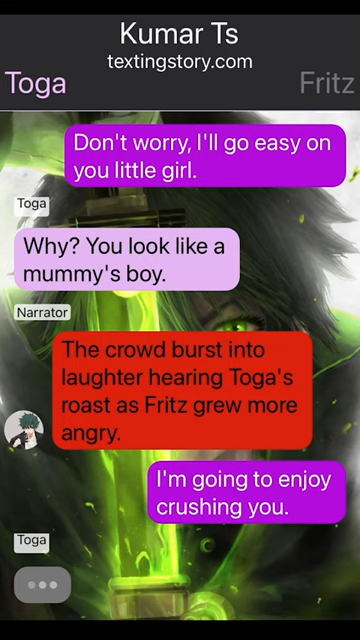 Kumar Ts
textingstory.com
Toga
Fritz
Don't worry, I'll go easy on
you little girl.
Toga
Why? You look like a
mummy's boy.
Narrator
The crowd burst into
laughter hearing Toga's
roast as Fritz grew more
angry.
I'm going to enjoy
crushing you.
Toga